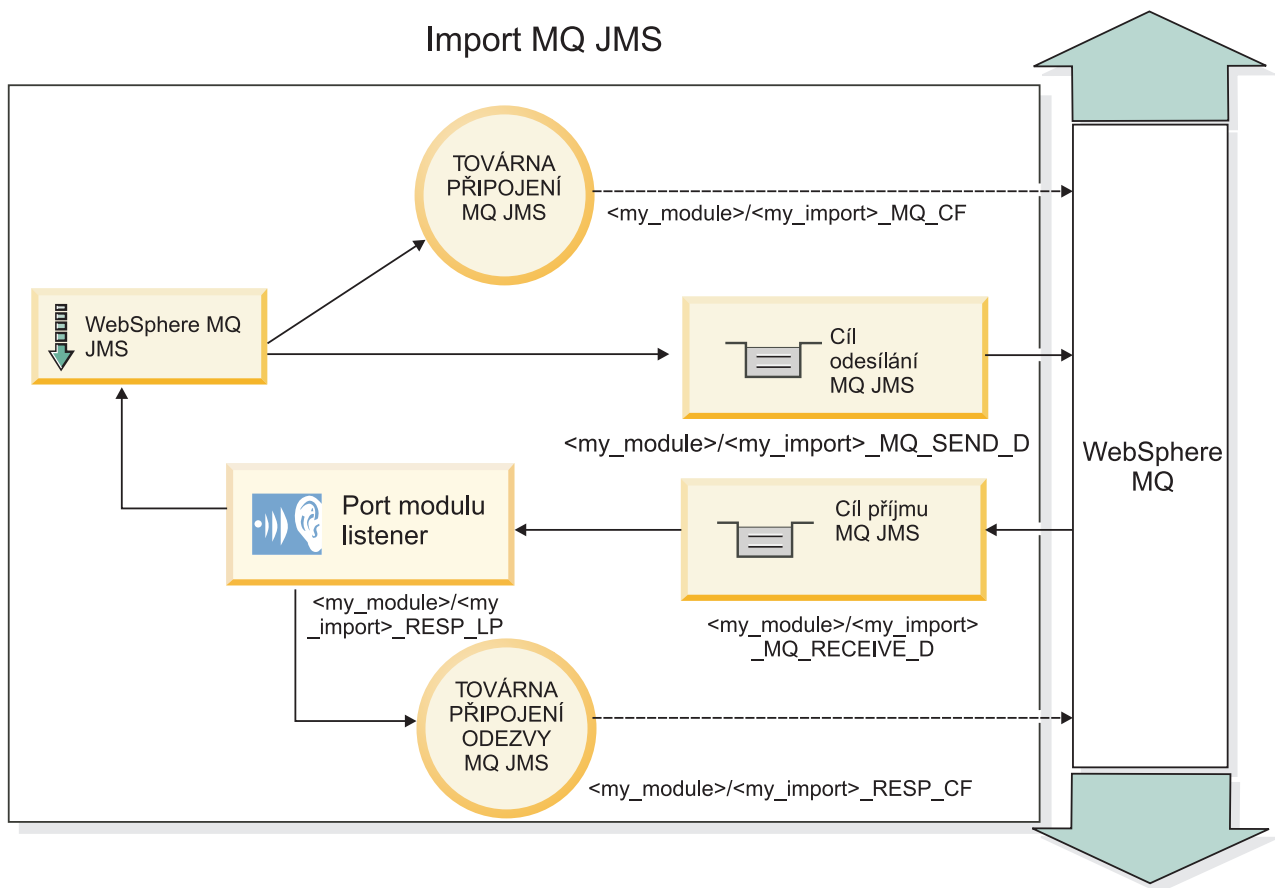 Import MQ JMS
TOVÁRNA
PŘIPOJENÍ
MQ JMS
<my_module>/<my_import>_MQ_CF
WebSphere MQ
JMS
Cíl
odesílání
MQ JMS
<my_module>/<my_import>_MQ_SEND_D
WebSphere
MQ
Port modulu
listener
Cíl příjmu
MQ JMS
<my_module>/<my
_import>_RESP_LP
<my_module>/<my_import>
_MQ_RECEIVE_D
TOVÁRNA
PŘIPOJENÍ
ODEZVY
MQ JMS
<my_module>/<my_import>_RESP_CF